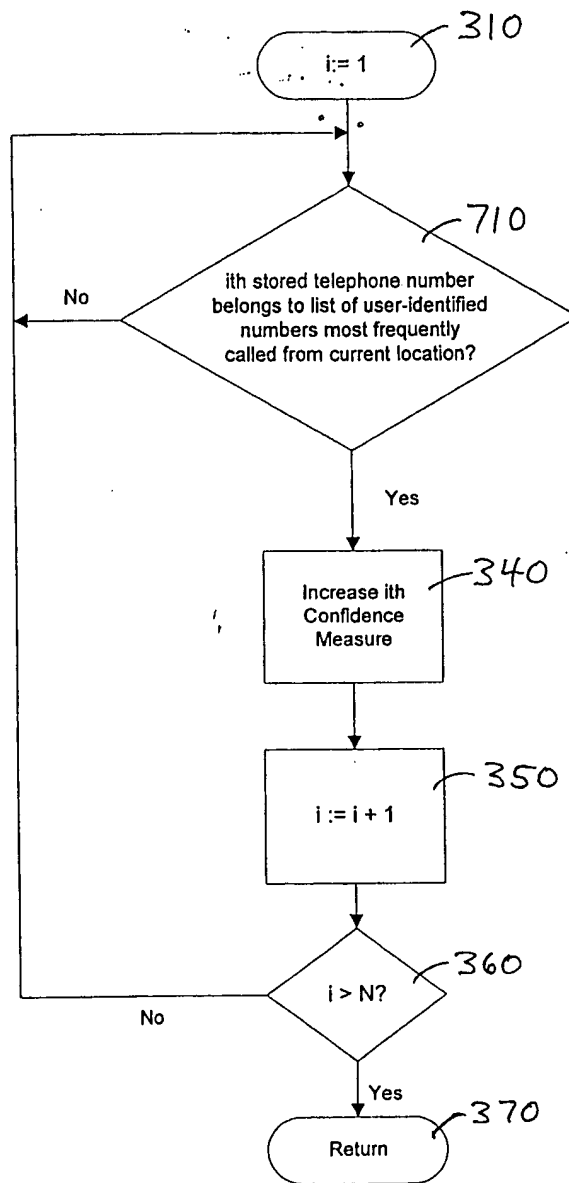 310
i:= 1
710
ith stored telephone number
belongs to list of user-identified
numbers most frequently
called from current location?
No
Yes
340
Increase ith
Confidence
Measure
350
i := i + 1
360
i > N?
No
Yes
370
Return